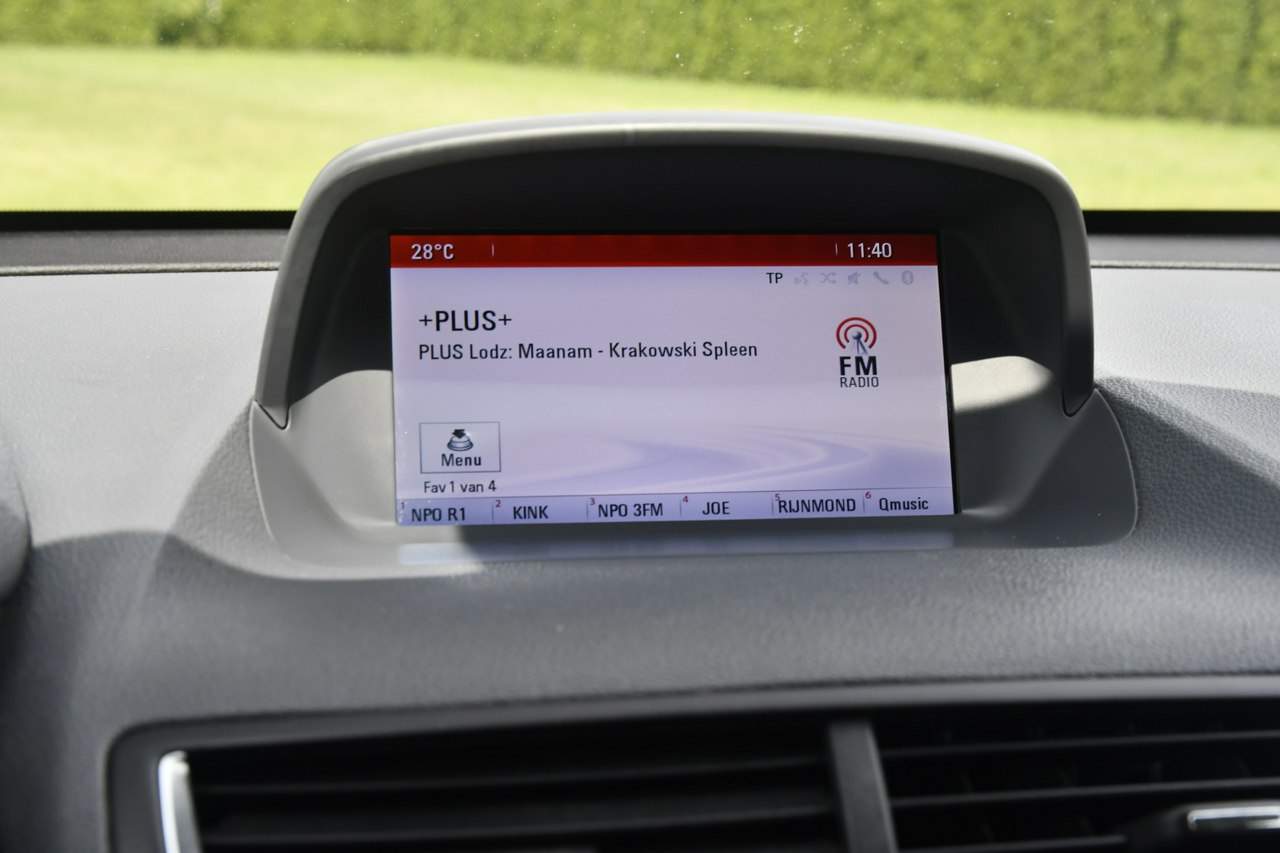 28°C 11:40
TP
+PLUS+
PLUS Lodz: Maanam - Krakowski Spleen
FM
RADIO
Menu
Fav 1 van 4
1 NPO R1 2 KINK 3 NPO 3FM 4 JOE 5 RIJNMOND 6 Qmusic